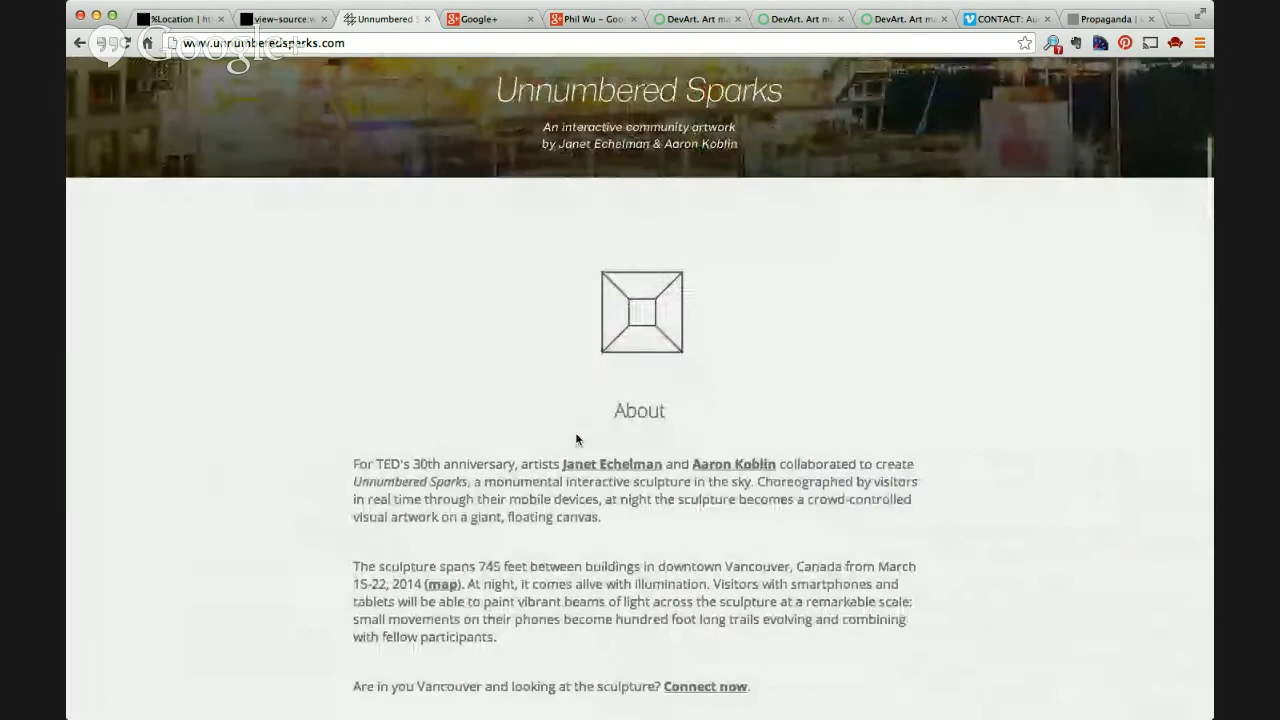 %Location | ht
view-source:w
Unnumbered S
Google+
Phil Wu - Goo
DevArt. Art ma
DevArt. Art ma
DevArt. Art ma
CONTACT: Au
Propaganda |
www.unnumberedsparks.com
Google+
Unnumbered Sparks
An interactive community artwork
by Janet Echelman & Aaron Koblin
About
For TED's 30th anniversary, artists Janet Echelman and Aaron Koblin collaborated to create
Unnumbered Sparks, a monumental interactive sculpture in the sky. Choreographed by visitors
in real time through their mobile devices, at night the sculpture becomes a crowd-controlled
visual artwork on a giant, floating canvas.
The sculpture spans 745 feet between buildings in downtown Vancouver, Canada from March
15-22, 2014 (map). At night, it comes alive with illumination. Visitors with smartphones and
tablets will be able to paint vibrant beams of light across the sculpture at a remarkable scale:
small movements on their phones become hundred foot long trails evolving and combining
with fellow participants.
Are in you Vancouver and looking at the sculpture? Connect now.